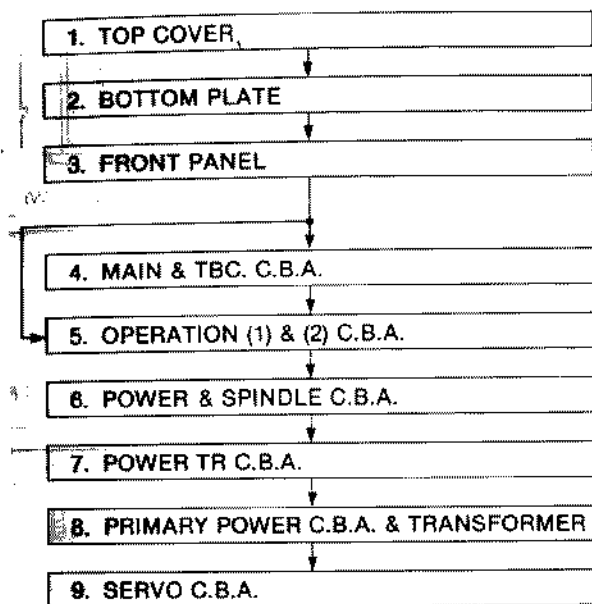 1. TOP COVER
2. BOTTOM PLATE
3. FRONT PANEL
4. MAIN & TBC. C.B.A.
5. OPERATION (1) & (2) C.B.A.
6. POWER & SPINDLE C.B.A.
7. POWER TR C.B.A.
8. PRIMARY POWER C.B.A. & TRANSFORMER
9. SERVO C.B.A.